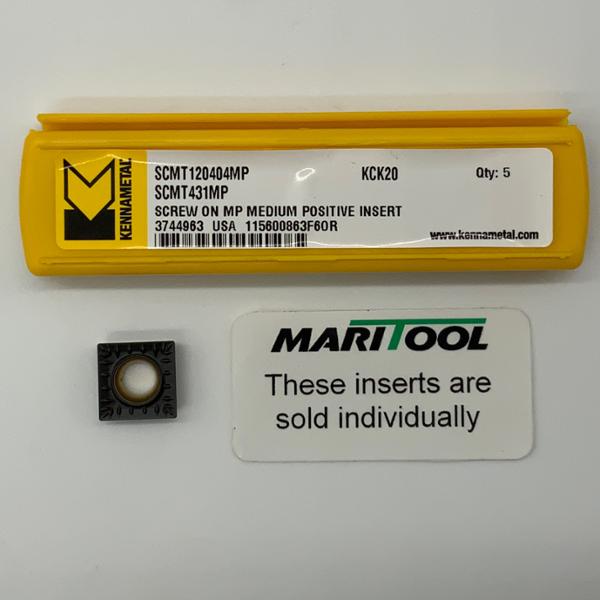 KENNAMETAL
SCMT120404MP KCK20 Qty: 5
SCMT431MP
SCREW ON MP MEDIUM POSITIVE INSERT
3744963 USA 115600863F60R
www.kennametal.com
MARITOOL
These inserts are
sold individually